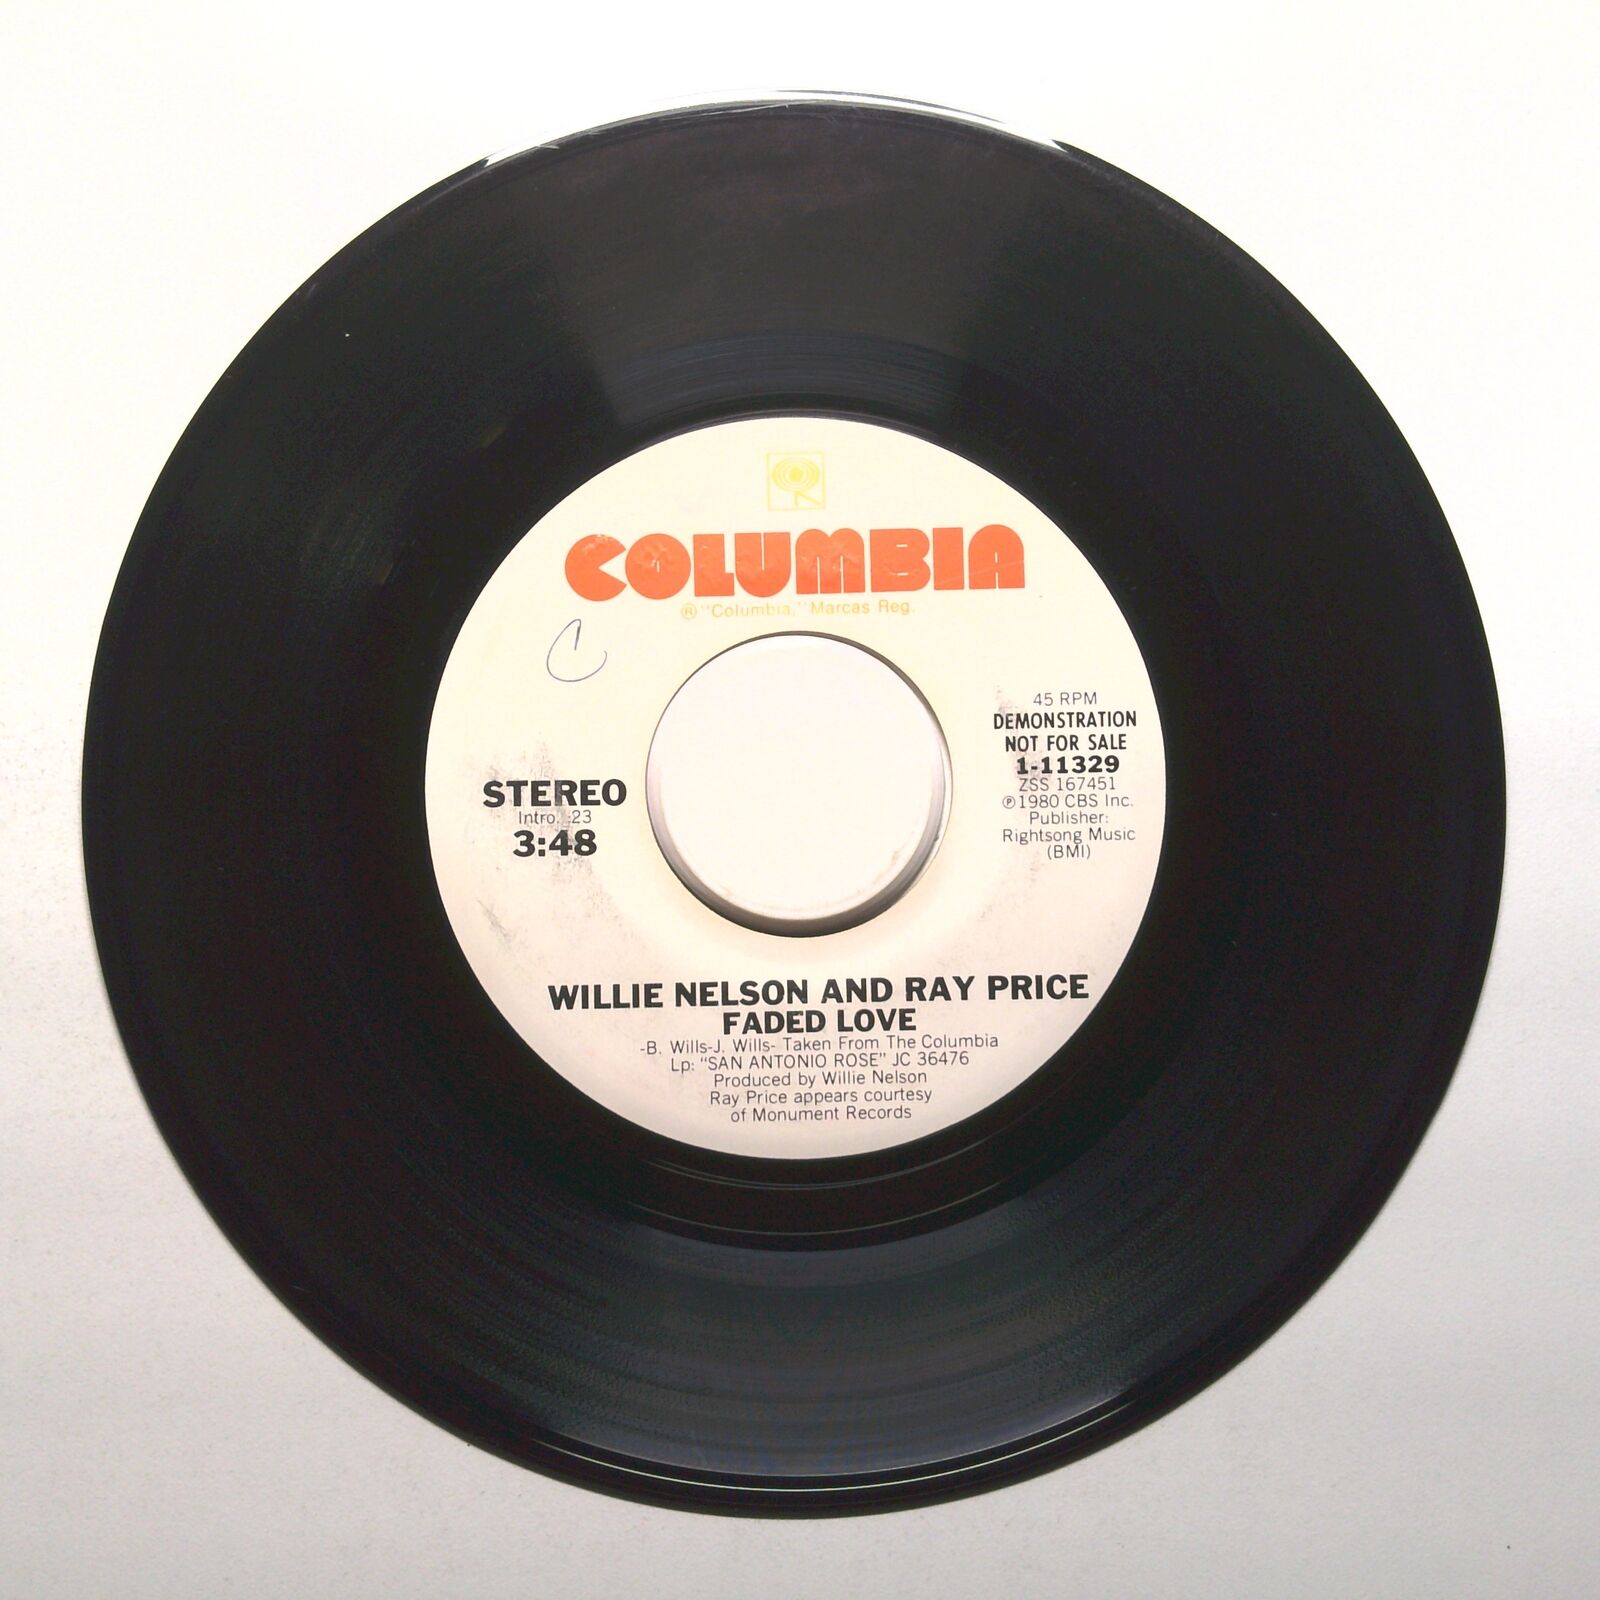 COLUMBIA
® "Columbia," Marcas Reg.
C
45 RPM
DEMONSTRATION
NOT FOR SALE
1-11329
ZSS 167451
℗ 1980 CBS Inc.
Publisher:
Rightsong Music
(BMI)
STEREO
Intro. :23
3:48
WILLIE NELSON AND RAY PRICE
FADED LOVE
-B. Wills-J. Wills- Taken From The Columbia
Lp: "SAN ANTONIO ROSE" JC 36476
Produced by Willie Nelson
Ray Price appears courtesy
of Monument Records